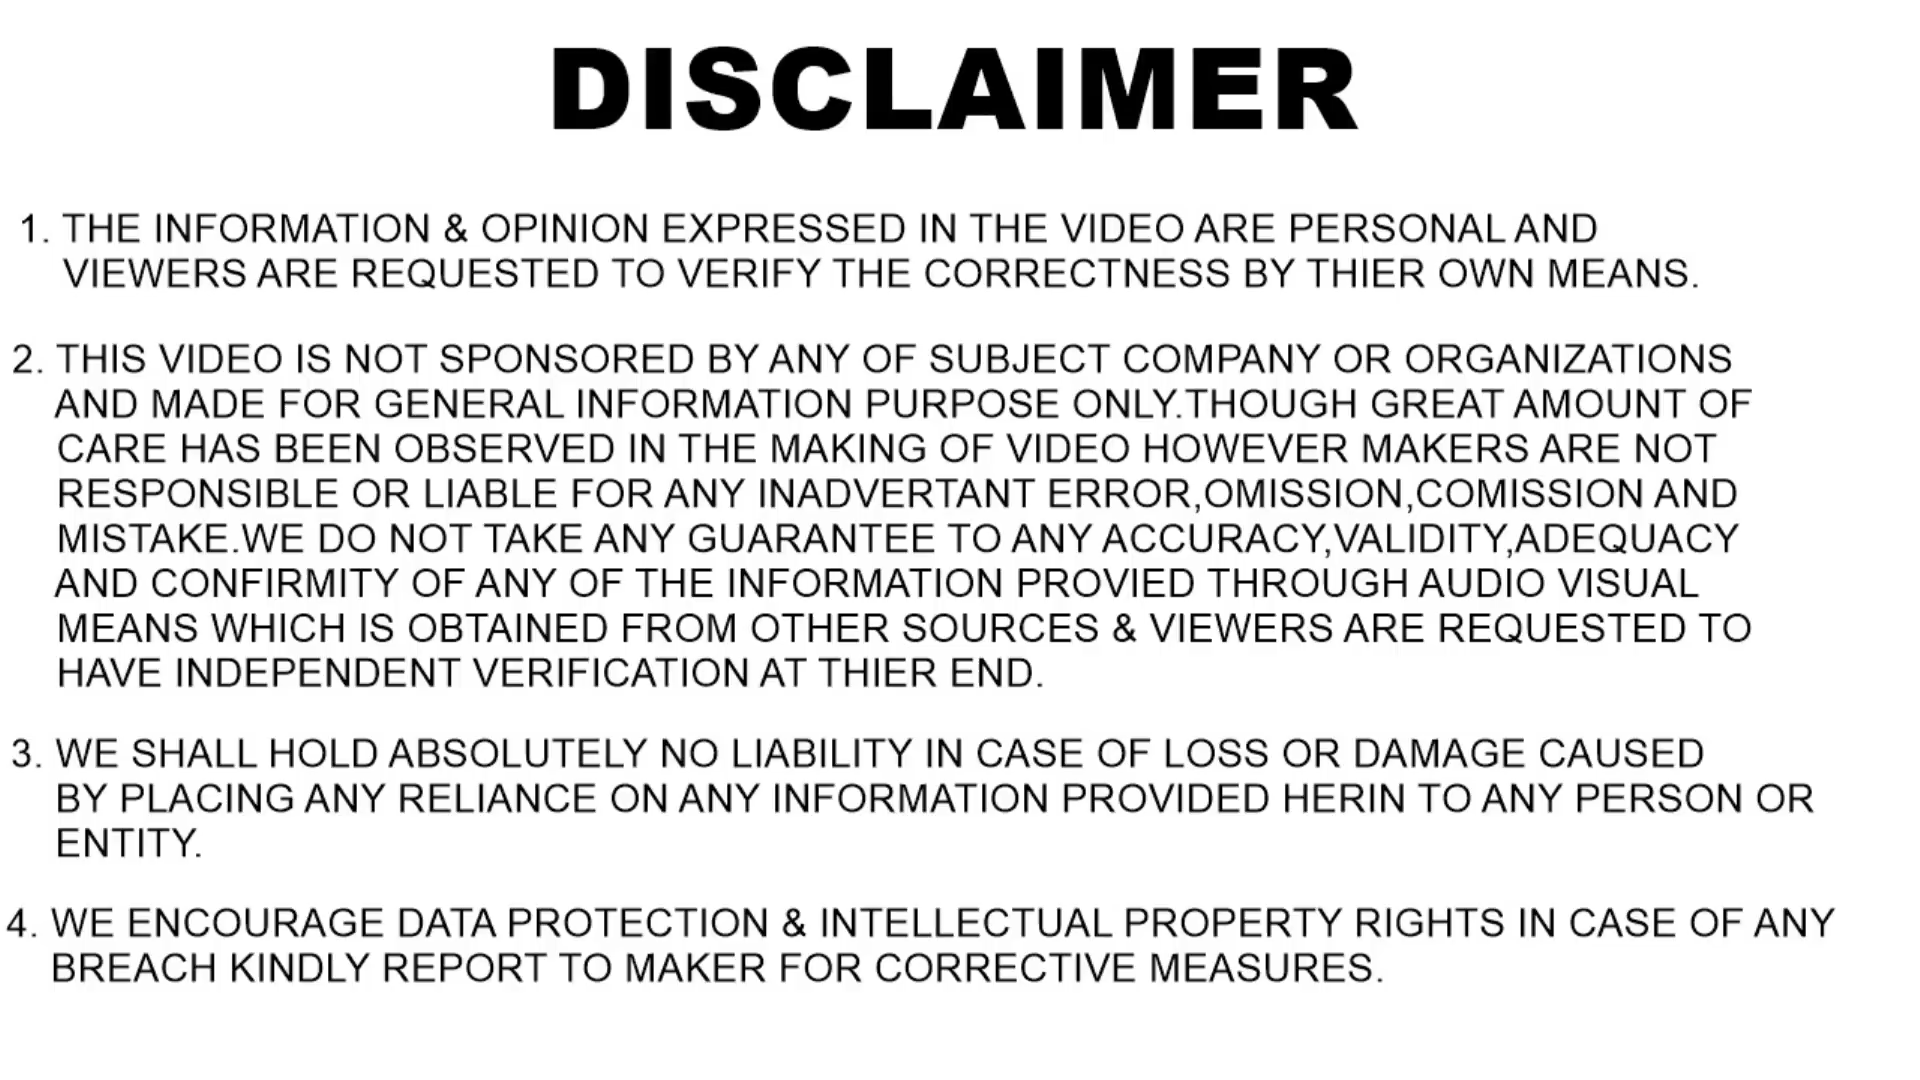 DISCLAIMER
1. THE INFORMATION & OPINION EXPRESSED IN THE VIDEO ARE PERSONAL AND
VIEWERS ARE REQUESTED TO VERIFY THE CORRECTNESS BY THIER OWN MEANS.
2. THIS VIDEO IS NOT SPONSORED BY ANY OF SUBJECT COMPANY OR ORGANIZATIONS
AND MADE FOR GENERAL INFORMATION PURPOSE ONLY.THOUGH GREAT AMOUNT OF
CARE HAS BEEN OBSERVED IN THE MAKING OF VIDEO HOWEVER MAKERS ARE NOT
RESPONSIBLE OR LIABLE FOR ANY INADVERTANT ERROR,OMISSION,COMISSION AND
MISTAKE.WE DO NOT TAKE ANY GUARANTEE TO ANY ACCURACY,VALIDITY,ADEQUACY
AND CONFIRMITY OF ANY OF THE INFORMATION PROVIED THROUGH AUDIO VISUAL
MEANS WHICH IS OBTAINED FROM OTHER SOURCES & VIEWERS ARE REQUESTED TO
HAVE INDEPENDENT VERIFICATION AT THIER END.
3. WE SHALL HOLD ABSOLUTELY NO LIABILITY IN CASE OF LOSS OR DAMAGE CAUSED
BY PLACING ANY RELIANCE ON ANY INFORMATION PROVIDED HERIN TO ANY PERSON OR
ENTITY.
4. WE ENCOURAGE DATA PROTECTION & INTELLECTUAL PROPERTY RIGHTS IN CASE OF ANY
BREACH KINDLY REPORT TO MAKER FOR CORRECTIVE MEASURES.